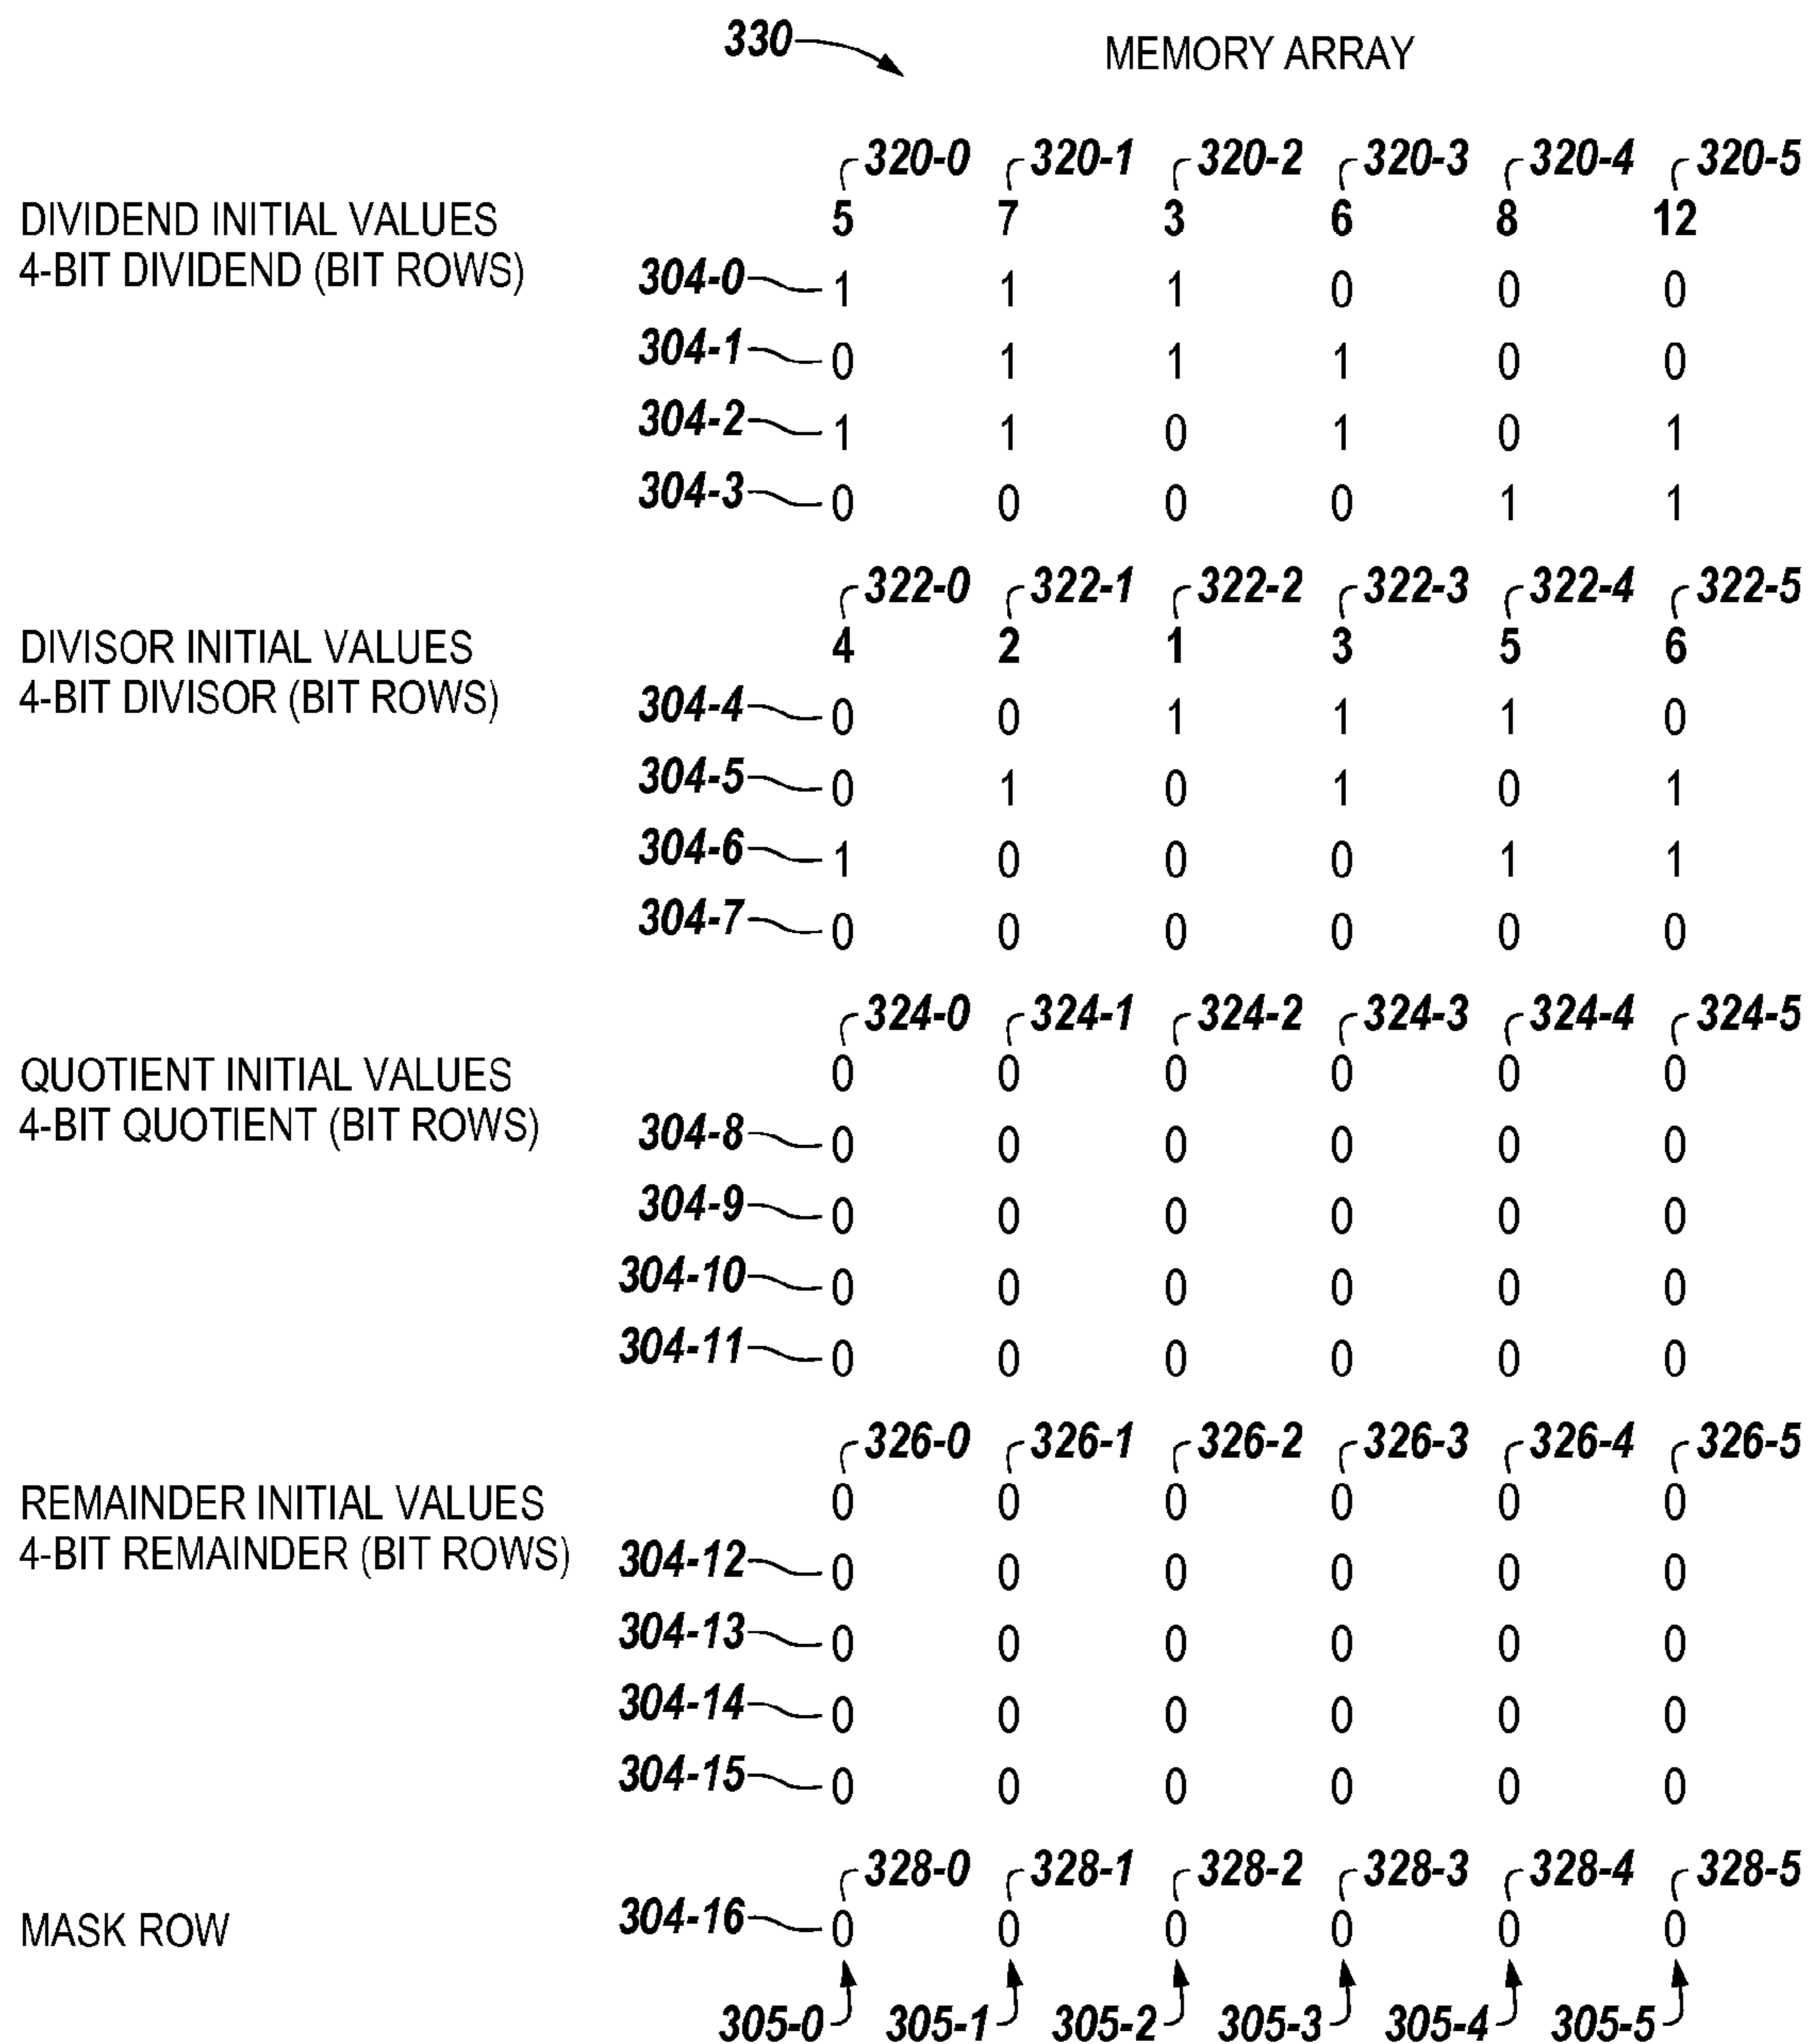 330 MEMORY ARRAY
320-0 320-1 320-2 320-3 320-4 320-5
DIVIDEND INITIAL VALUES 5 7 3 6 8 12
4-BIT DIVIDEND (BIT ROWS)
304-0 1 1 1 0 0 0
304-1 0 1 1 1 0 0
304-2 1 1 0 1 0 1
304-3 0 0 0 0 1 1
322-0 322-1 322-2 322-3 322-4 322-5
DIVISOR INITIAL VALUES 4 2 1 3 5 6
4-BIT DIVISOR (BIT ROWS)
304-4 0 0 1 1 1 0
304-5 0 1 0 1 0 1
304-6 1 0 0 0 1 1
304-7 0 0 0 0 0 0
324-0 324-1 324-2 324-3 324-4 324-5
QUOTIENT INITIAL VALUES 0 0 0 0 0 0
4-BIT QUOTIENT (BIT ROWS)
304-8 0 0 0 0 0 0
304-9 0 0 0 0 0 0
304-10 0 0 0 0 0 0
304-11 0 0 0 0 0 0
326-0 326-1 326-2 326-3 326-4 326-5
REMAINDER INITIAL VALUES 0 0 0 0 0 0
4-BIT REMAINDER (BIT ROWS)
304-12 0 0 0 0 0 0
304-13 0 0 0 0 0 0
304-14 0 0 0 0 0 0
304-15 0 0 0 0 0 0
328-0 328-1 328-2 328-3 328-4 328-5
MASK ROW 304-16 0 0 0 0 0 0
305-0 305-1 305-2 305-3 305-4 305-5